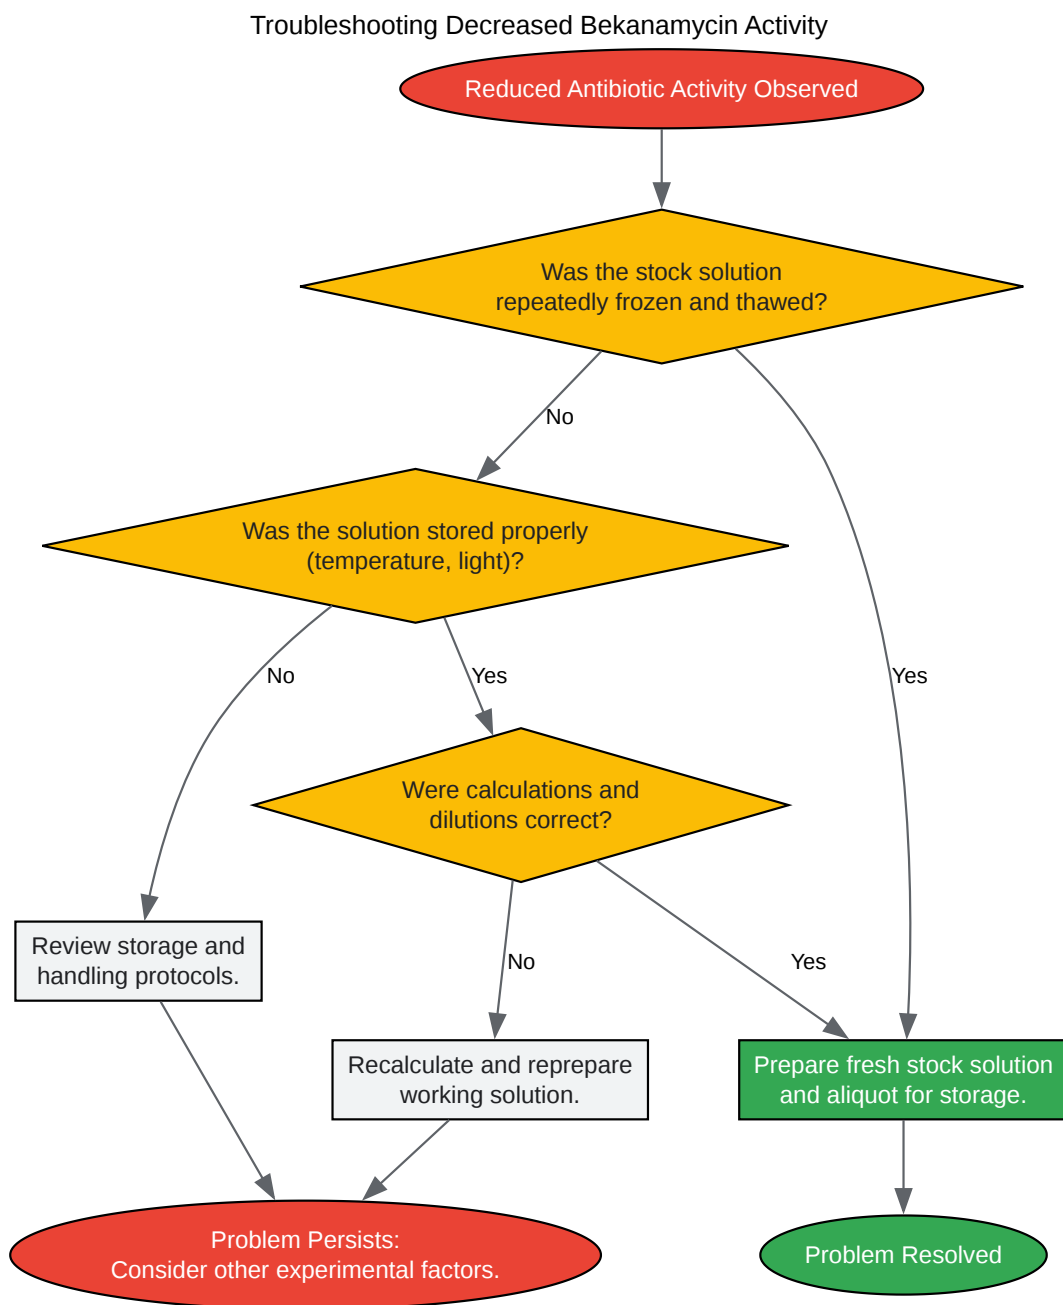 Troubleshooting Decreased Bekanamycin Activity
Reduced Antibiotic Activity Observed
Was the stock solution
repeatedly frozen and thawed?
No
Was the solution stored properly
(temperature, light)?
No
Yes
Yes
Were calculations and
dilutions correct?
Review storage and
handling protocols.
No
Yes
Recalculate and reprepare
working solution.
Prepare fresh stock solution
and aliquot for storage.
Problem Persists:
Consider other experimental factors.
Problem Resolved